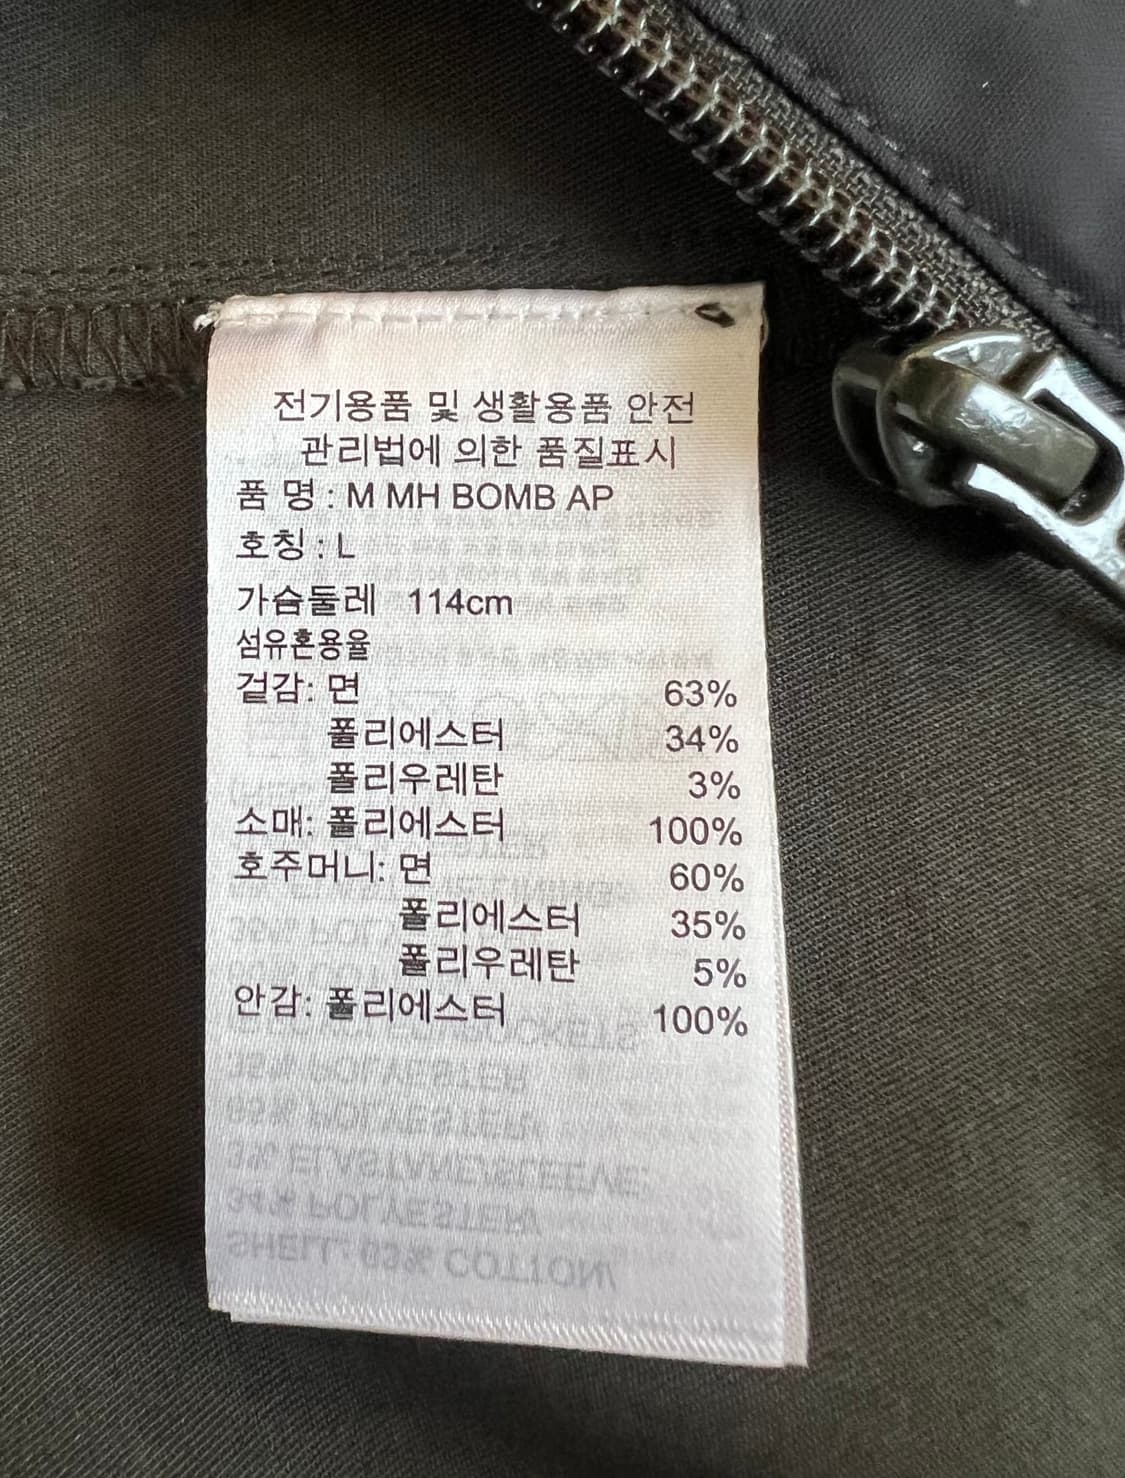 전기용품 및 생활용품 안전
관리법에 의한 품질표시
품 명 : M MH BOMB AP
호칭 : L
가슴둘레 114cm
섬유혼용율
겉감: 면 63%
폴리에스터 34%
폴리우레탄 3%
소매: 폴리에스터 100%
호주머니: 면 60%
폴리에스터 35%
폴리우레탄 5%
안감: 폴리에스터 100%